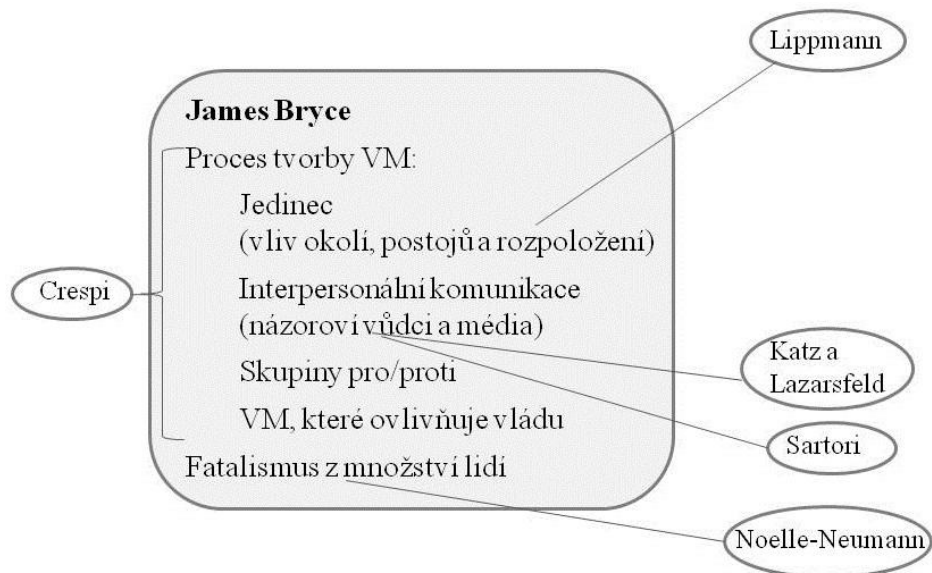 Lippmann
James Bryce
Proces tvorby VM:
Jedinec
(vliv okolí, postojů a rozpoložení)
Crespi
Interpersonální komunikace
(názoroví vůdci a média)
Katz a
Lazarsfeld
Skupiny pro/proti
VM, které ovlivňuje vládu
Sartori
Fatalismus z množství lidí
Noelle-Neumann